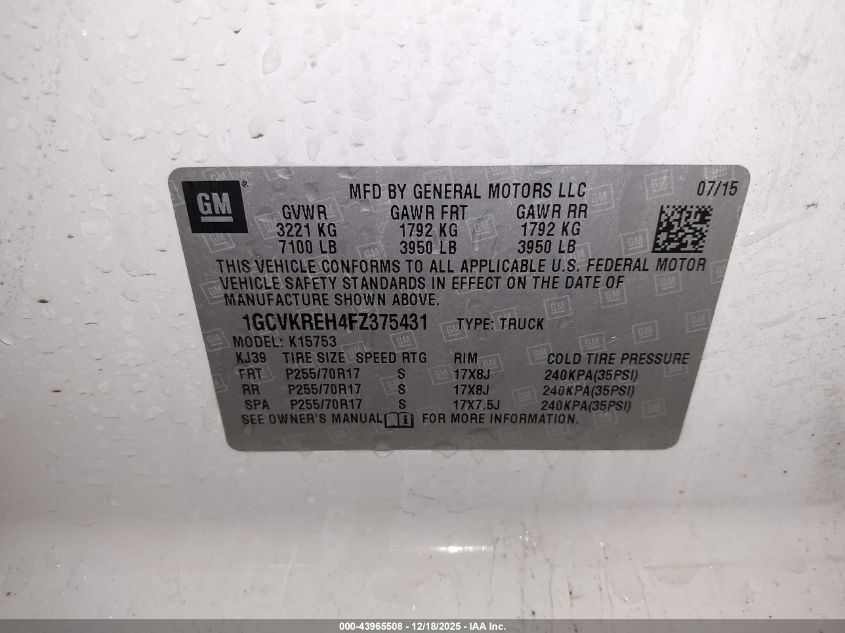 GM ®
MFD BY GENERAL MOTORS LLC 07/15
GVWR GAWR FRT GAWR RR
3221 KG 1792 KG 1792 KG
7100 LB 3950 LB 3950 LB
THIS VEHICLE CONFORMS TO ALL APPLICABLE U.S. FEDERAL MOTOR
VEHICLE SAFETY STANDARDS IN EFFECT ON THE DATE OF
MANUFACTURE SHOWN ABOVE.
1GCVKREH4FZ375431 TYPE: TRUCK
MODEL: K15753
KJ39 TIRE SIZE SPEED RTG RIM COLD TIRE PRESSURE
FRT P255/70R17 S 17X8J 240KPA(35PSI)
RR P255/70R17 S 17X8J 240KPA(35PSI)
SPA P255/70R17 S 17X7.5J 240KPA(35PSI)
SEE OWNER'S MANUAL FOR MORE INFORMATION.
000-43965508 - 12/18/2025 - IAA Inc.